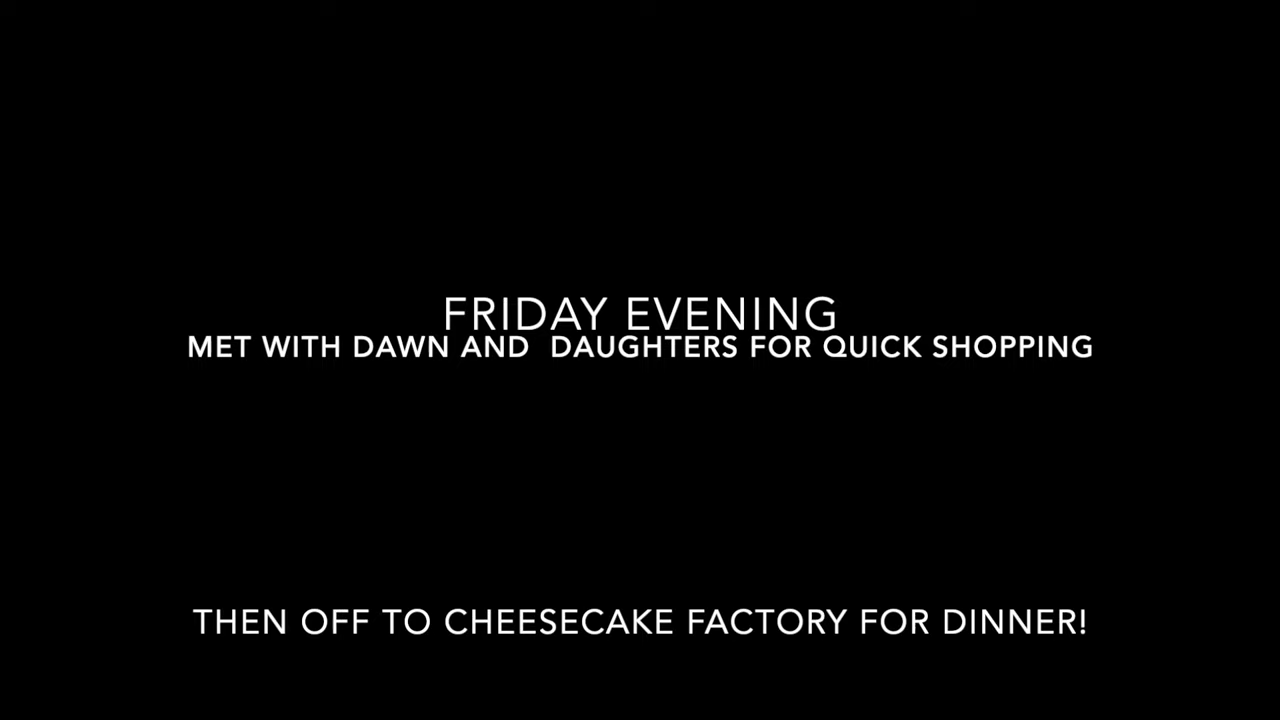 FRIDAY EVENING
MET WITH DAWN AND  DAUGHTERS FOR QUICK SHOPPING
THEN OFF TO CHEESECAKE FACTORY FOR DINNER!